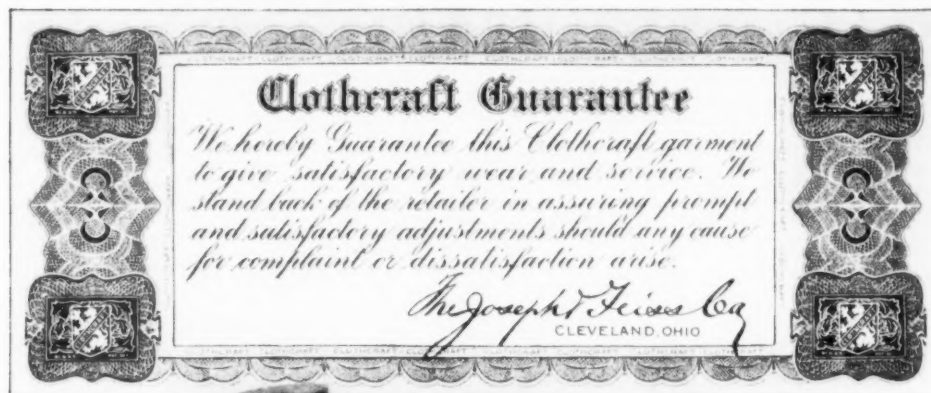 Clothcraft Guarantee
We hereby Guarantee this Clothcraft garment
to give satisfactory wear and service. We
stand back of the retailer in assuring prompt
and satisfactory adjustments should any cause
for complaint or dissatisfaction arise.
The Joseph & Feiss Co
CLEVELAND, OHIO